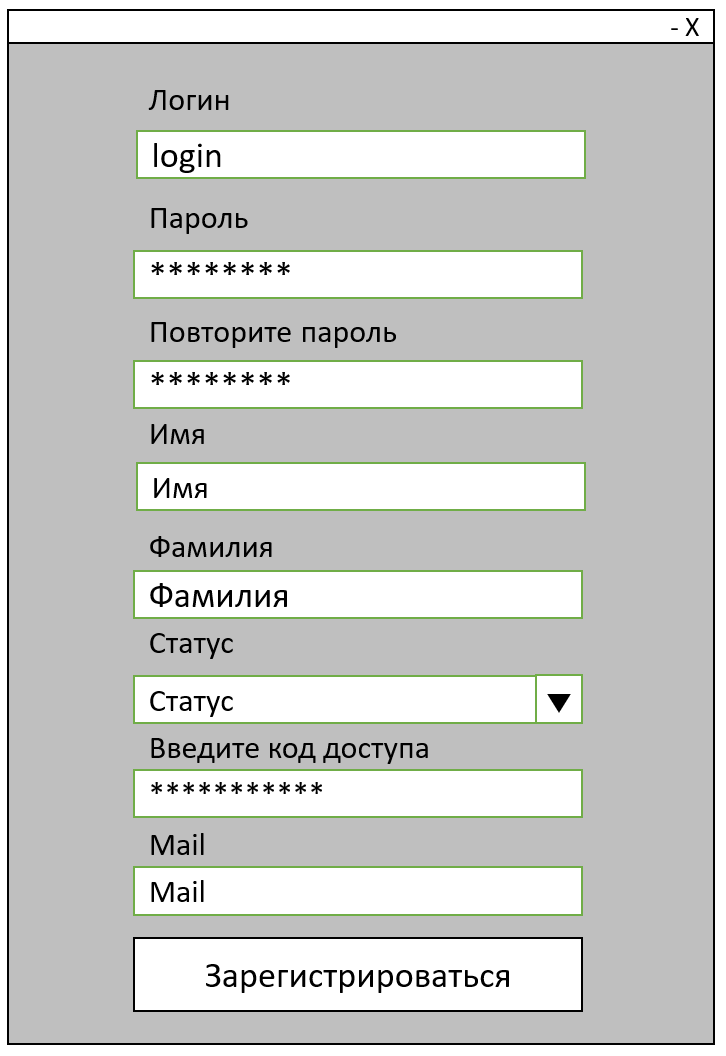 - X
Логин
login
Пароль
********
Повторите пароль
********
Имя
Имя
Фамилия
Фамилия
Статус
Статус
Введите код доступа
***********
Mail
Mail
Зарегистрироваться